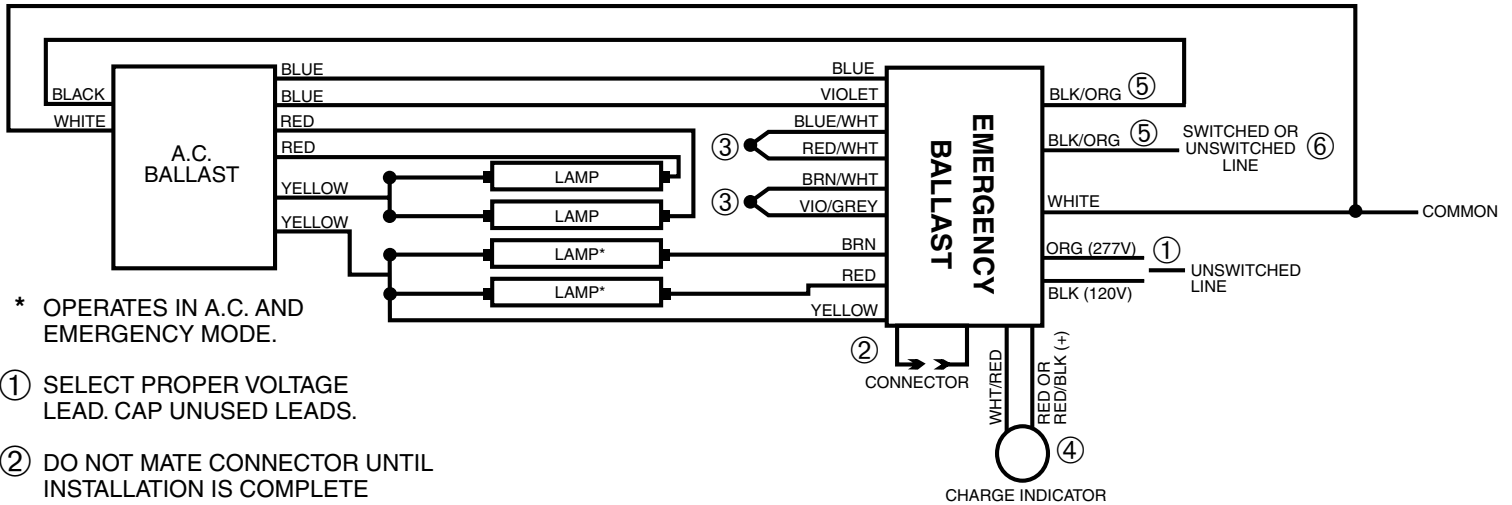 BLACK
WHITE
A.C.
BALLAST
BLUE
BLUE
RED
RED
YELLOW
YELLOW
LAMP
LAMP
LAMP*
LAMP*
BLUE
VIOLET
BLUE/WHT
③ RED/WHT
BRN/WHT
③ VIO/GREY
BRN
RED
YELLOW
EMERGENCY
BALLAST
BLK/ORG ⑤
BLK/ORG ⑤
SWITCHED OR
UNSWITCHED ⑥
LINE
WHITE
COMMON
ORG (277V) ①
UNSWITCHED
LINE
BLK (120V)
②
CONNECTOR
WHT/RED
RED OR
RED/BLK (+)
④
CHARGE INDICATOR
* OPERATES IN A.C. AND
EMERGENCY MODE.
① SELECT PROPER VOLTAGE
LEAD. CAP UNUSED LEADS.
② DO NOT MATE CONNECTOR UNTIL
INSTALLATION IS COMPLETE